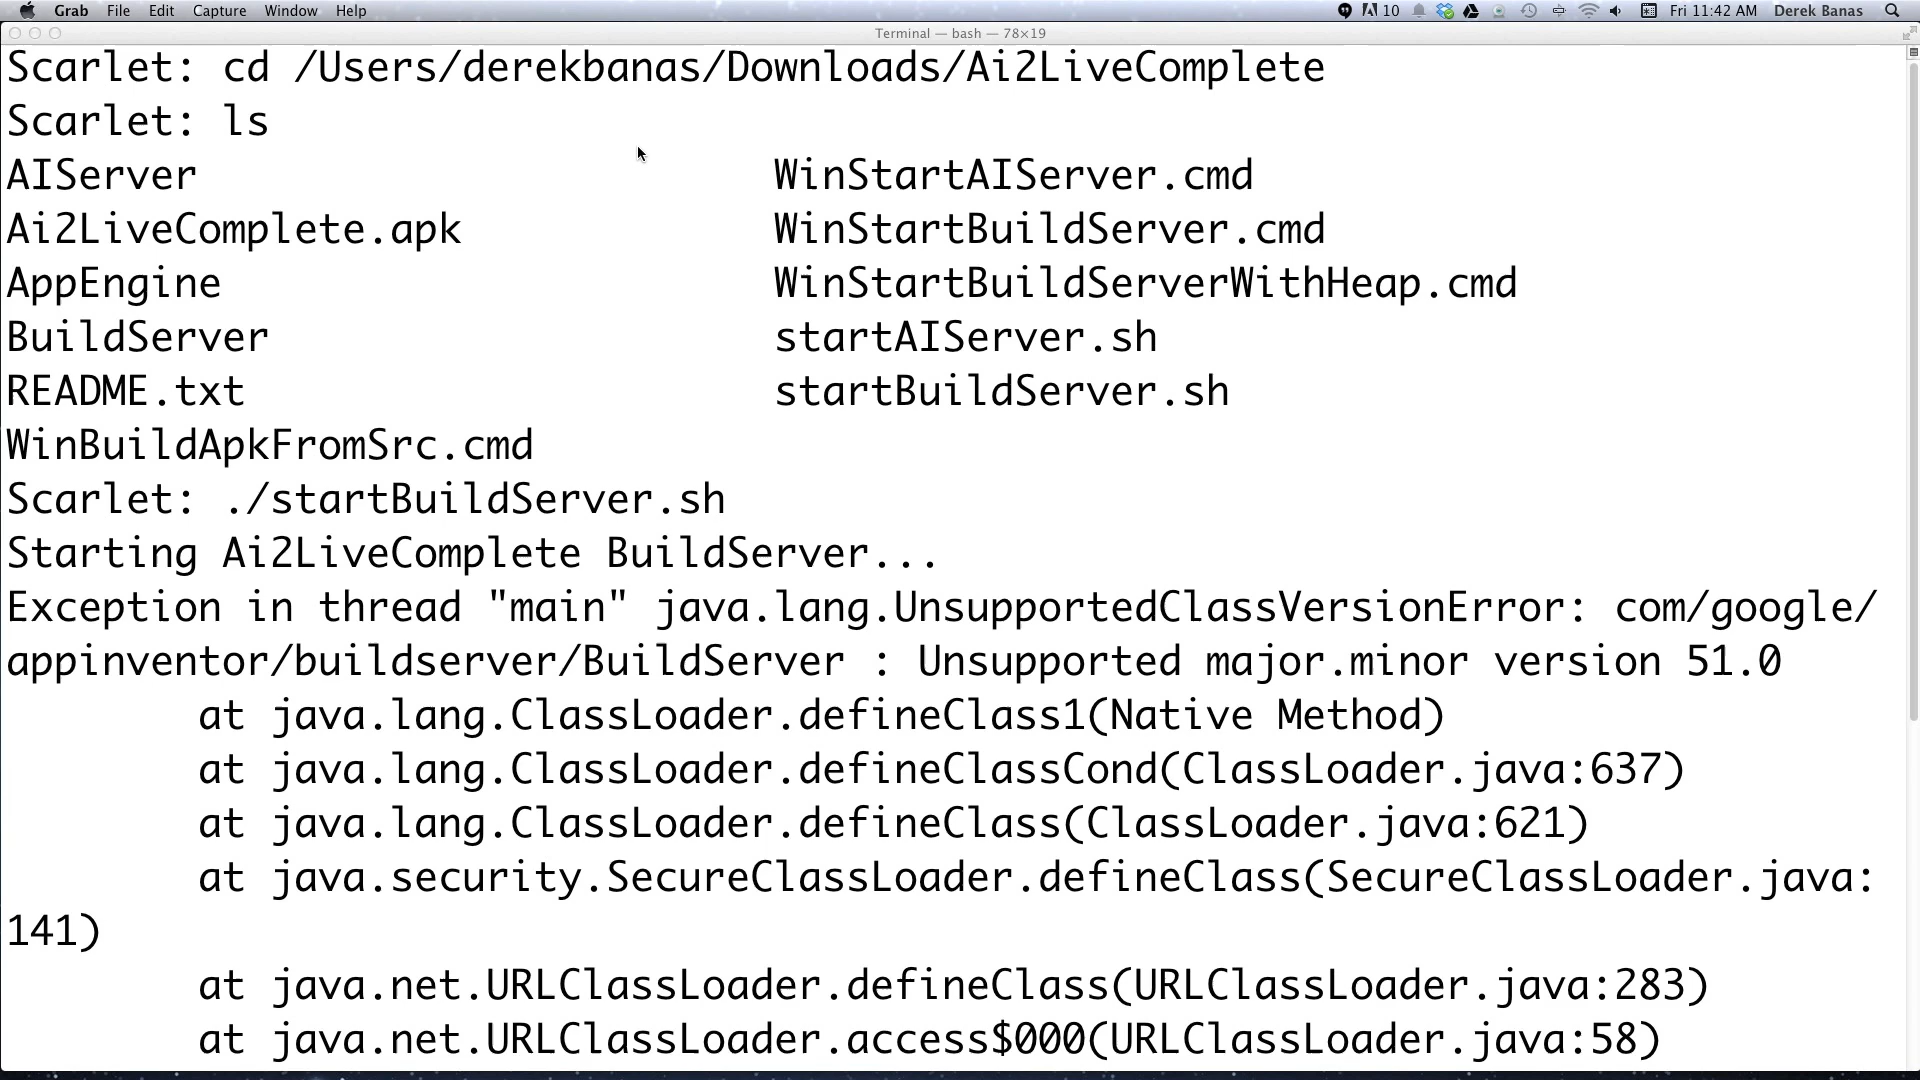 Grab File Edit Capture Window Help 10 Fri 11:42 AM Derek Banas
Terminal — bash — 78×19
Scarlet: cd /Users/derekbanas/Downloads/Ai2LiveComplete
Scarlet: ls
AIServer WinStartAIServer.cmd
Ai2LiveComplete.apk WinStartBuildServer.cmd
AppEngine WinStartBuildServerWithHeap.cmd
BuildServer startAIServer.sh
README.txt startBuildServer.sh
WinBuildApkFromSrc.cmd
Scarlet: ./startBuildServer.sh
Starting Ai2LiveComplete BuildServer...
Exception in thread "main" java.lang.UnsupportedClassVersionError: com/google/
appinventor/buildserver/BuildServer : Unsupported major.minor version 51.0
at java.lang.ClassLoader.defineClass1(Native Method)
at java.lang.ClassLoader.defineClassCond(ClassLoader.java:637)
at java.lang.ClassLoader.defineClass(ClassLoader.java:621)
at java.security.SecureClassLoader.defineClass(SecureClassLoader.java:
141)
at java.net.URLClassLoader.defineClass(URLClassLoader.java:283)
at java.net.URLClassLoader.access$000(URLClassLoader.java:58)